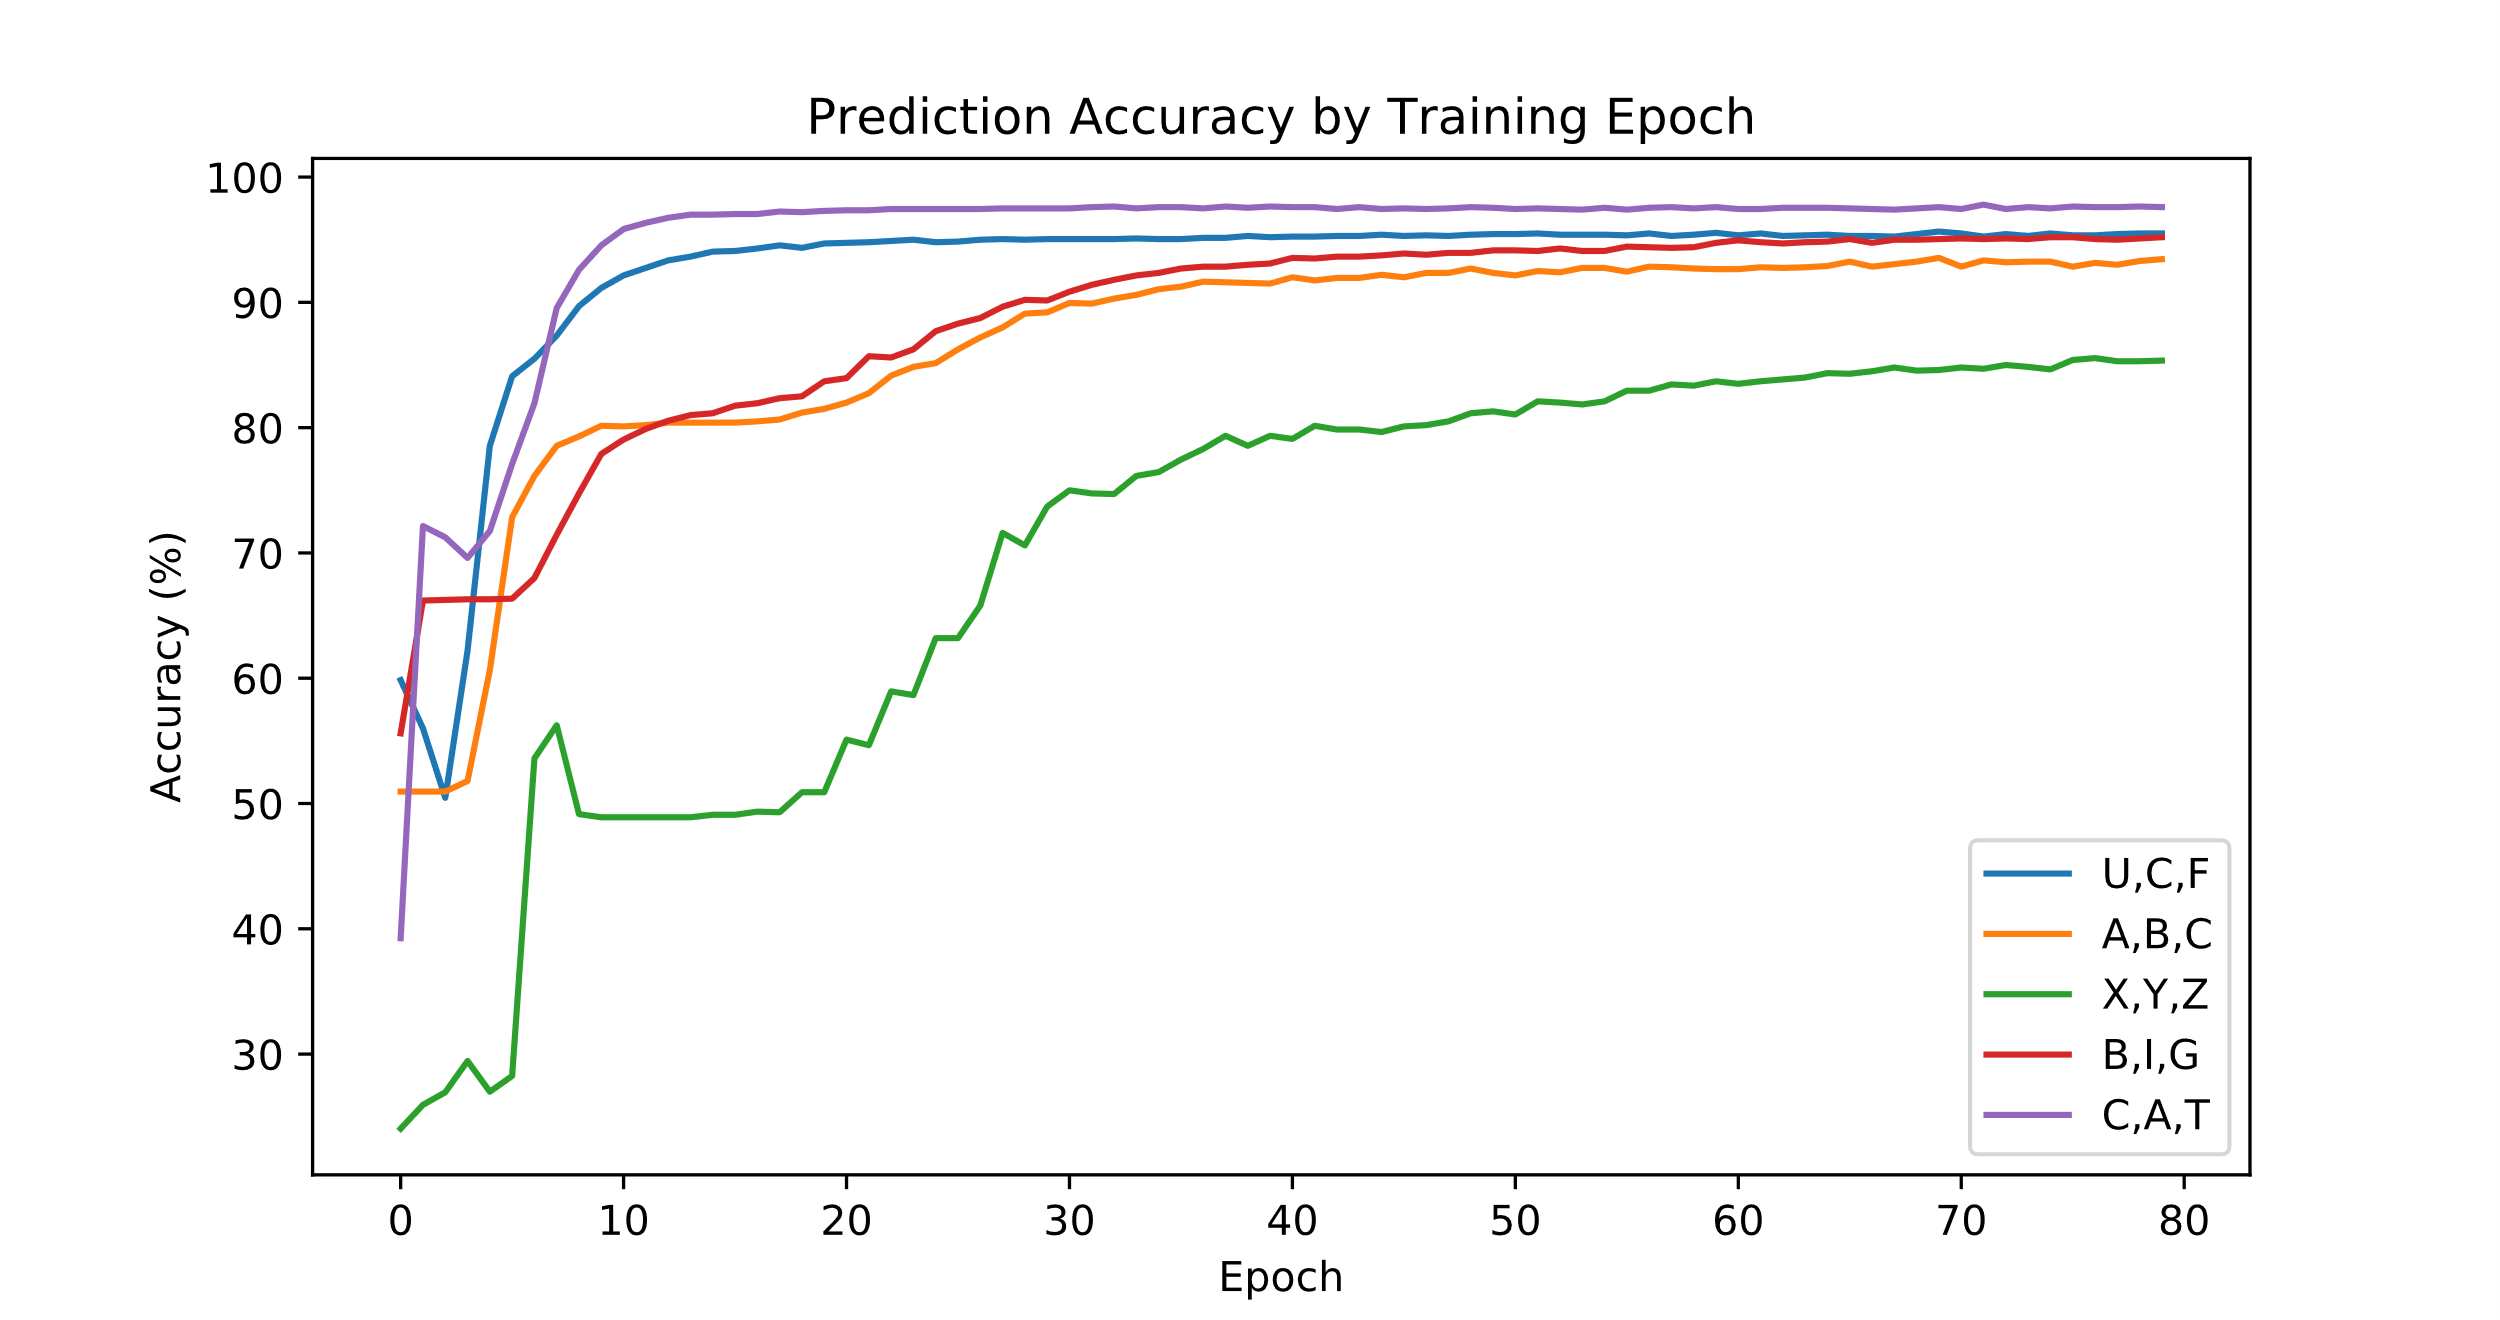 Prediction Accuracy by Training Epoch
Accuracy (%)
100
90
80
70
60
50
40
30
U,C,F
A,B,C
X,Y,Z
B,I,G
C,A,T
0 10 20 30 40 50 60 70 80
Epoch